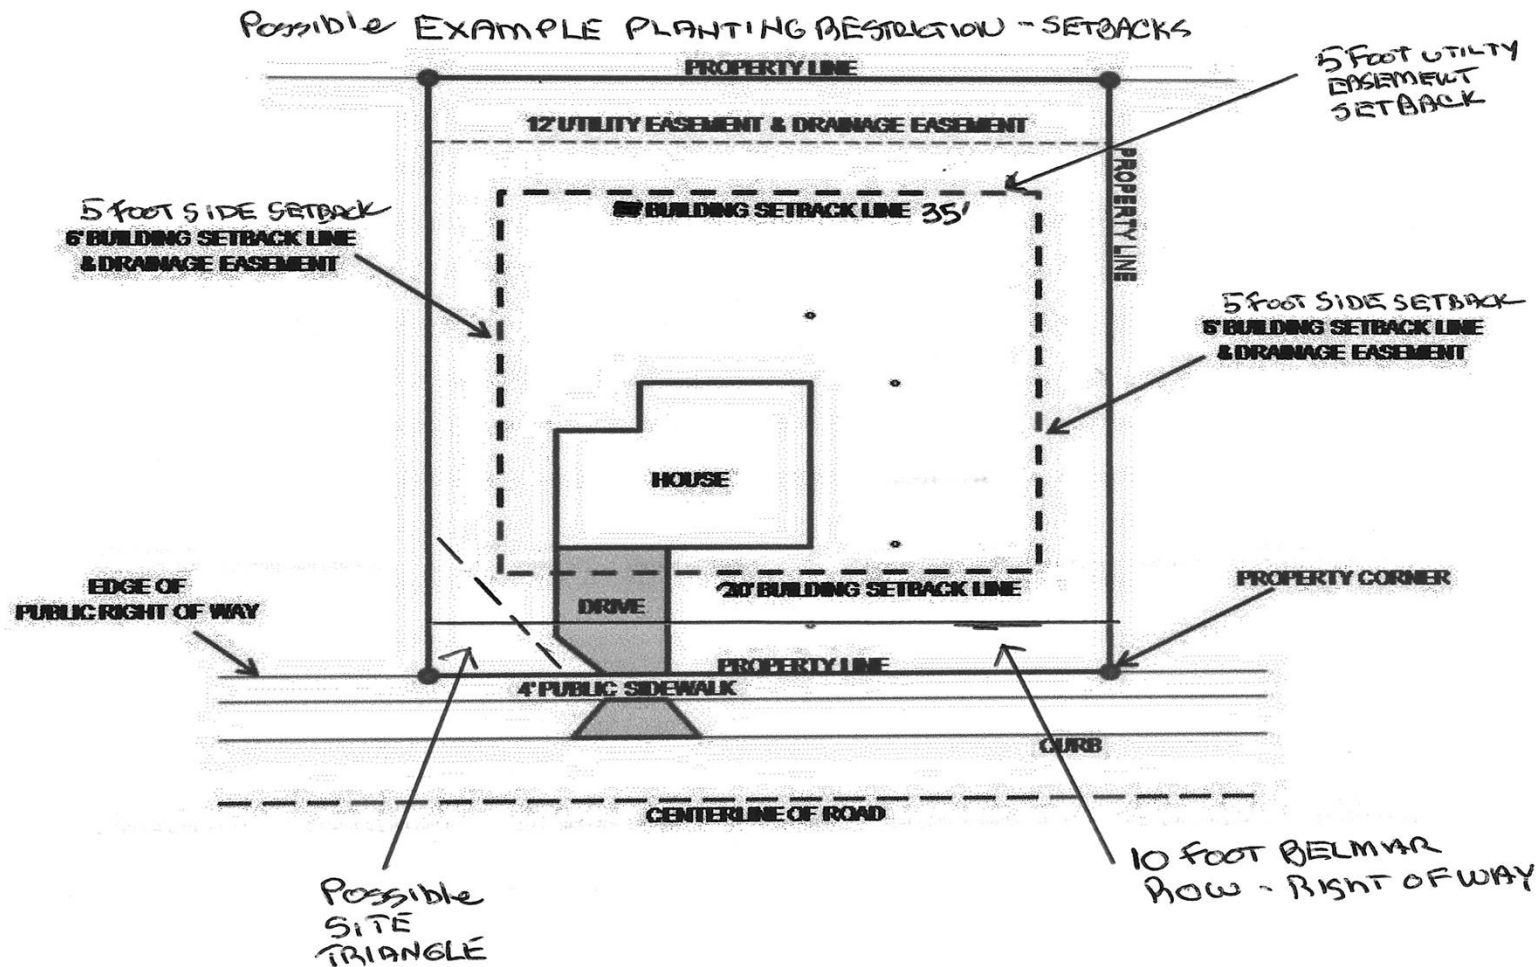 Possible EXAMPLE PLANTING RESTRICTION - SETBACKS
PROPERTY LINE
5 FOOT UTILTY
EASEMENT
SETBACK
12' UTILITY EASEMENT & DRAINAGE EASEMENT
PROPERTY LINE
BUILDING SETBACK LINE 35'
5 FOOT SIDE SETBACK
6' BUILDING SETBACK LINE
& DRAINAGE EASEMENT
5 FOOT SIDE SETBACK
6' BUILDING SETBACK LINE
& DRAINAGE EASEMENT
HOUSE
EDGE OF
PUBLIC RIGHT OF WAY
DRIVE
20' BUILDING SETBACK LINE
PROPERTY CORNER
PROPERTY LINE
4' PUBLIC SIDEWALK
CURB
CENTERLINE OF ROAD
Possible
SITE
TRIANGLE
10 FOOT BELMAR
ROW - RIGHT OF WAY